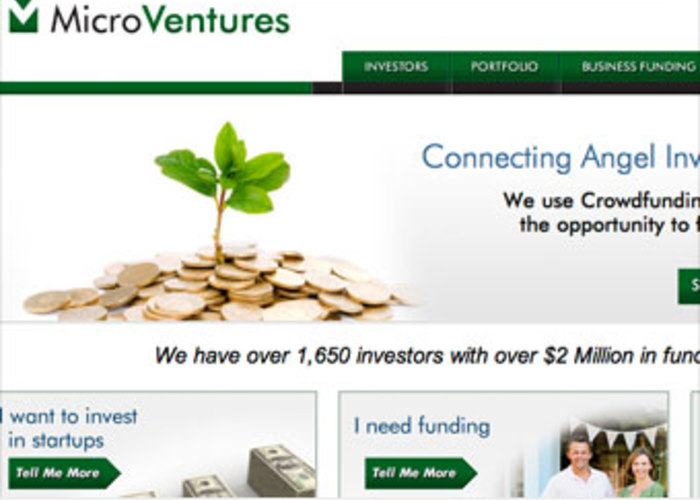 MicroVentures
INVESTORS PORTFOLIO BUSINESS FUNDING
Connecting Angel Inv
We use Crowdfundin
the opportunity to f
S
We have over 1,650 investors with over $2 Million in fund
I want to invest
in startups
Tell Me More
I need funding
Tell Me More